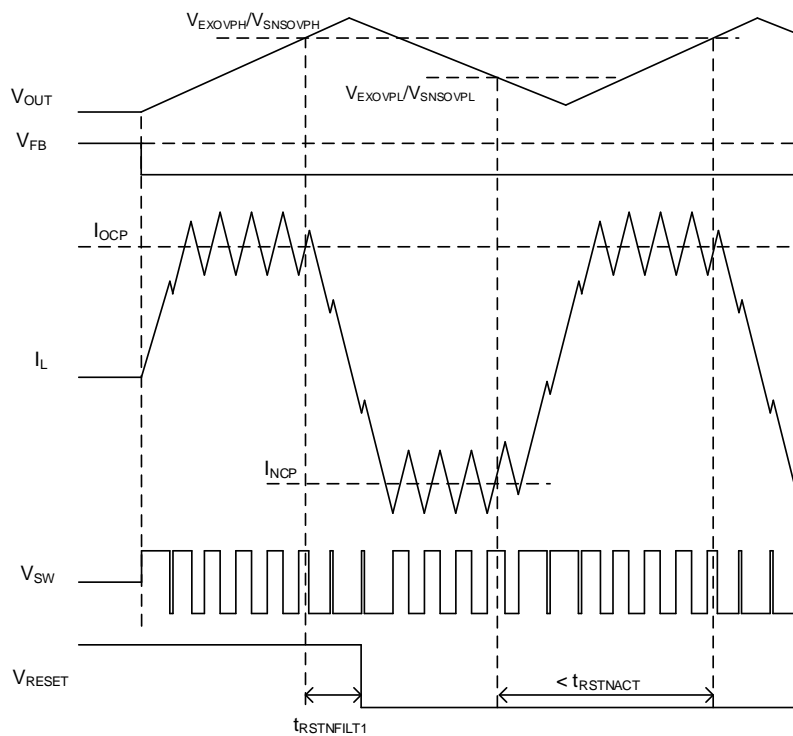 VEXOVPH/VSNSOVPH
VEXOVPL/VSNSOVPL
VOUT
VFB
IOCP
IL
INCP
VSW
VRESET
< tRSTNACT
tRSTNFILT1